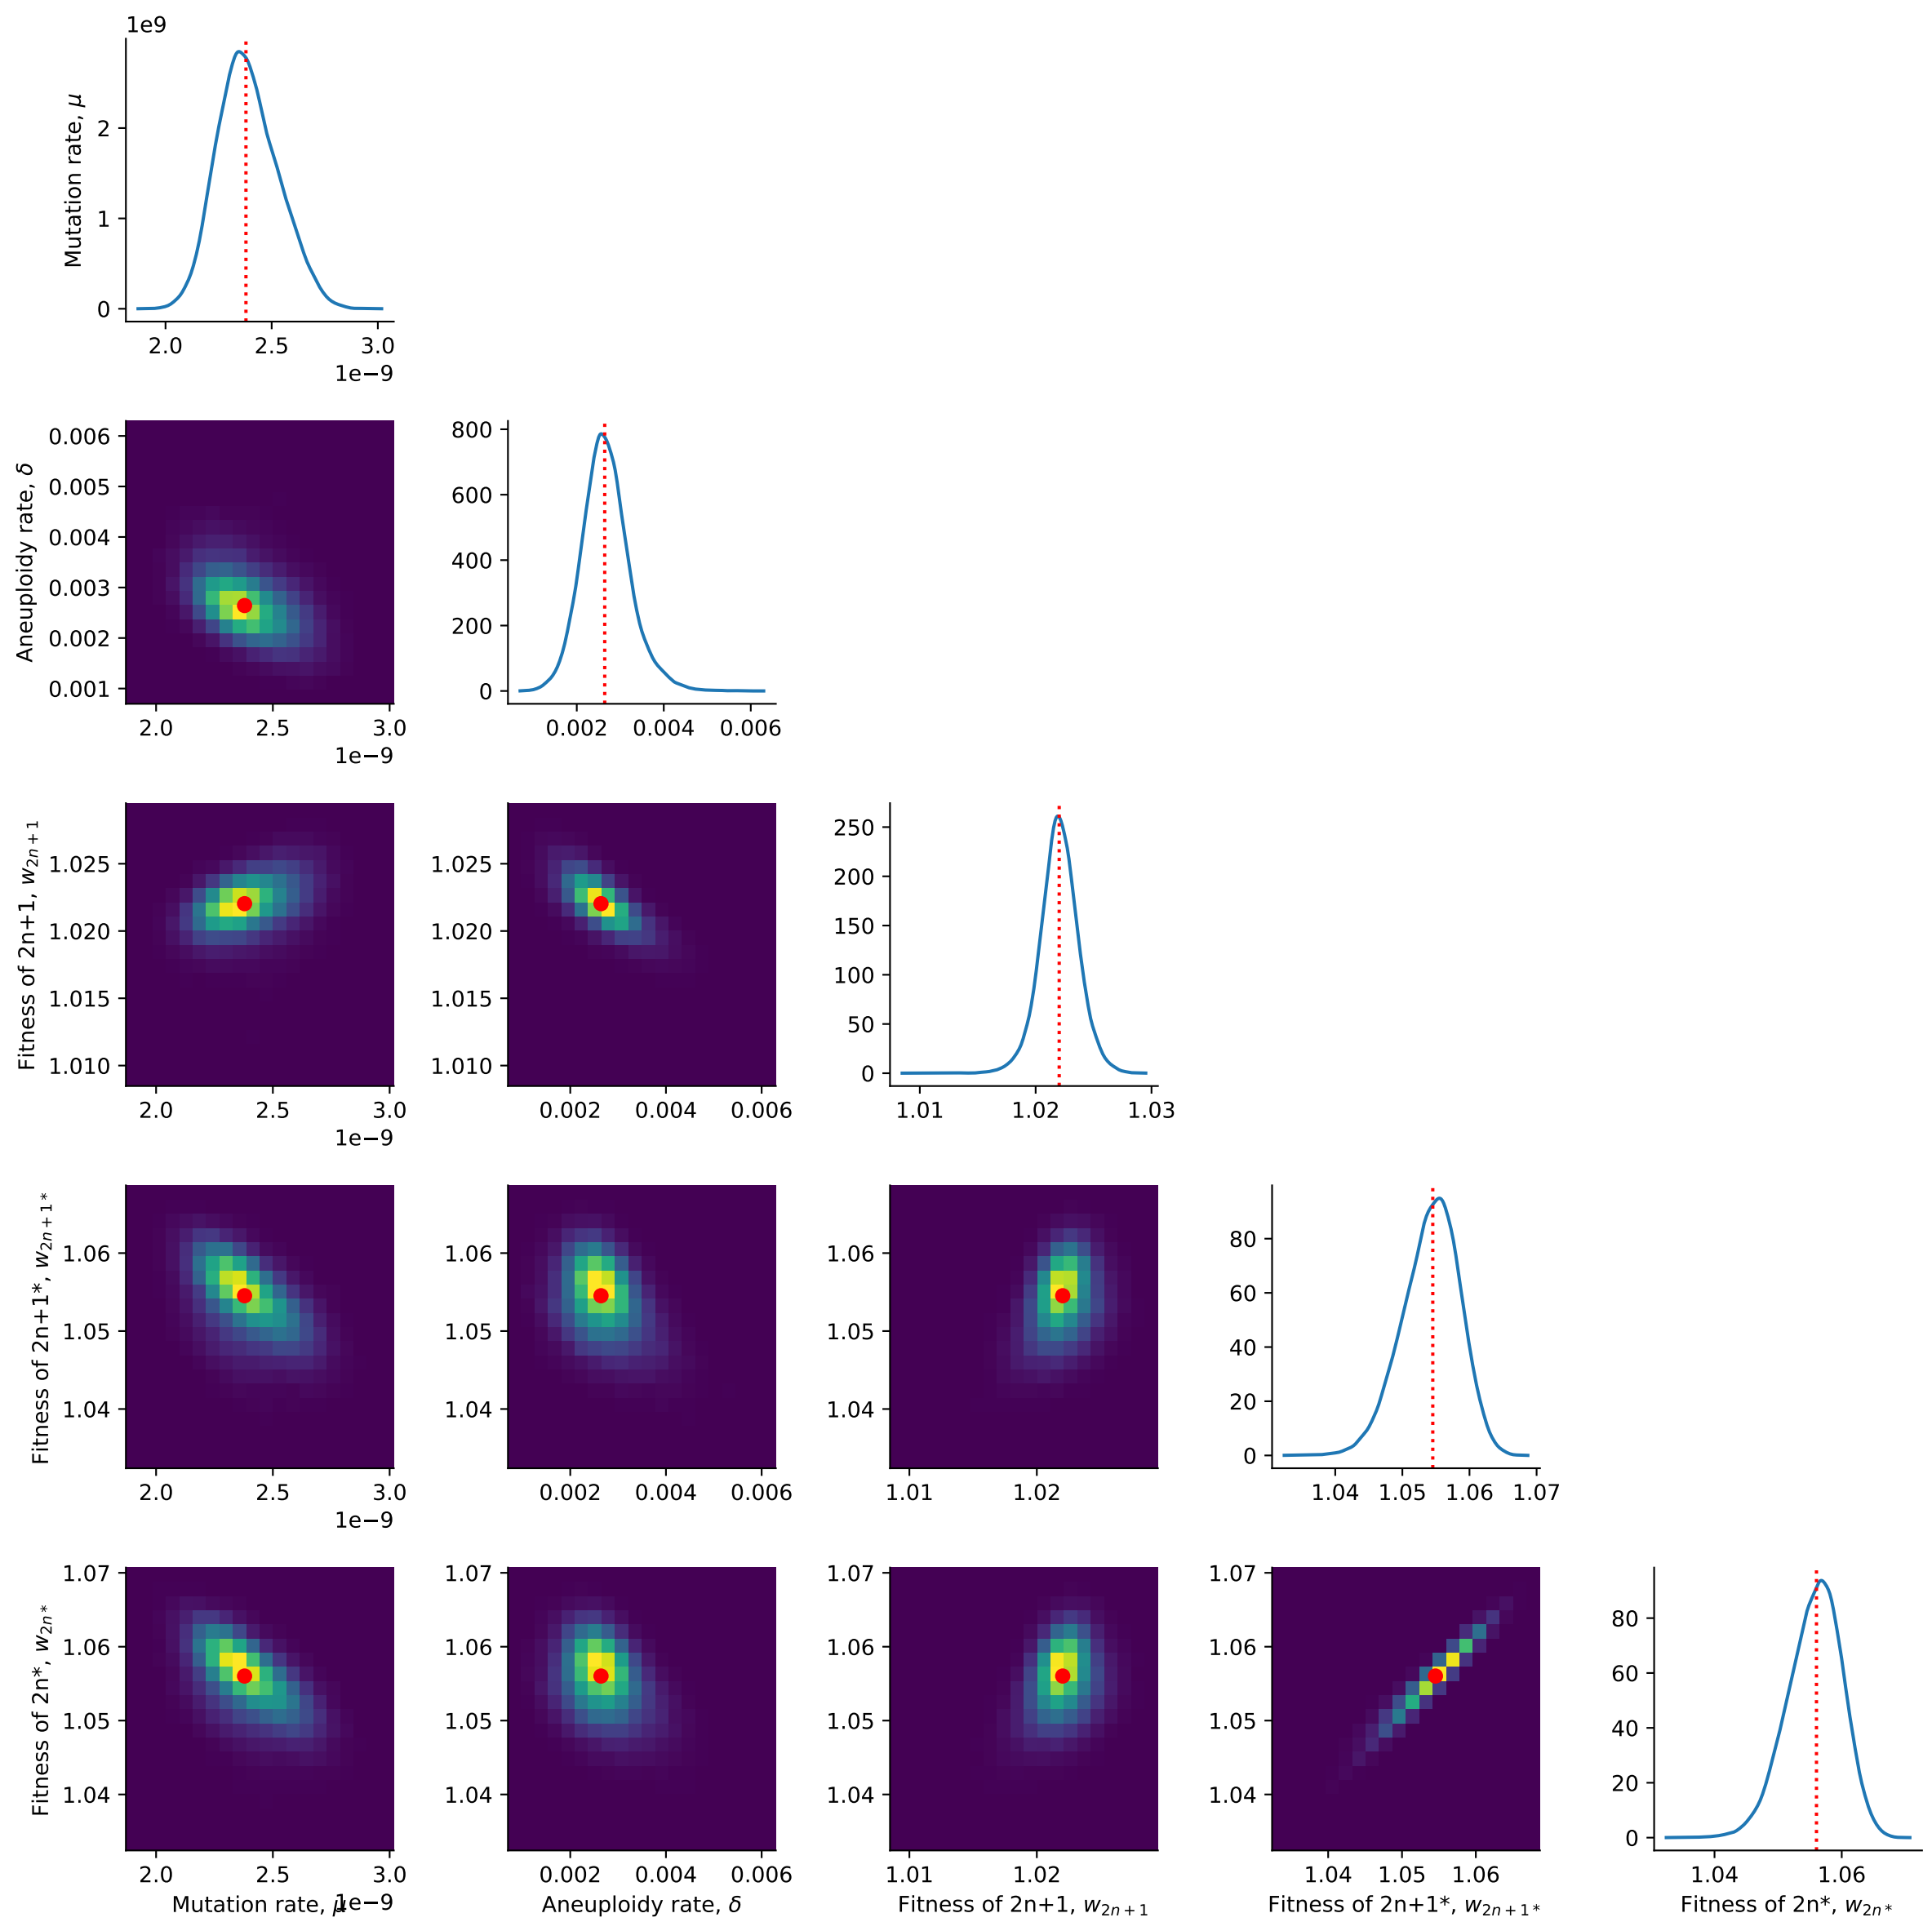 1e9
Mutation rate, μ
2
1
0
2.0 2.5 3.0
1e−9
Aneuploidy rate, δ
0.006
0.005
0.004
0.003
0.002
0.001
2.0 2.5 3.0
1e−9
800
600
400
200
0
0.002 0.004 0.006
Fitness of 2n+1, w2n+1
1.025
1.020
1.015
1.010
2.0 2.5 3.0
1e−9
1.025
1.020
1.015
1.010
0.002 0.004 0.006
250
200
150
100
50
0
1.01 1.02 1.03
Fitness of 2n+1*, w2n+1*
1.06
1.05
1.04
2.0 2.5 3.0
1e−9
1.06
1.05
1.04
0.002 0.004 0.006
1.06
1.05
1.04
1.01 1.02
80
60
40
20
0
1.04 1.05 1.06 1.07
Fitness of 2n*, w2n*
1.07
1.06
1.05
1.04
2.0 2.5 3.0
Mutation rate, μ
1e−9
1.07
1.06
1.05
1.04
0.002 0.004 0.006
Aneuploidy rate, δ
1.07
1.06
1.05
1.04
1.01 1.02
Fitness of 2n+1, w2n+1
1.07
1.06
1.05
1.04
1.04 1.05 1.06
Fitness of 2n+1*, w2n+1*
80
60
40
20
0
1.04 1.06
Fitness of 2n*, w2n*